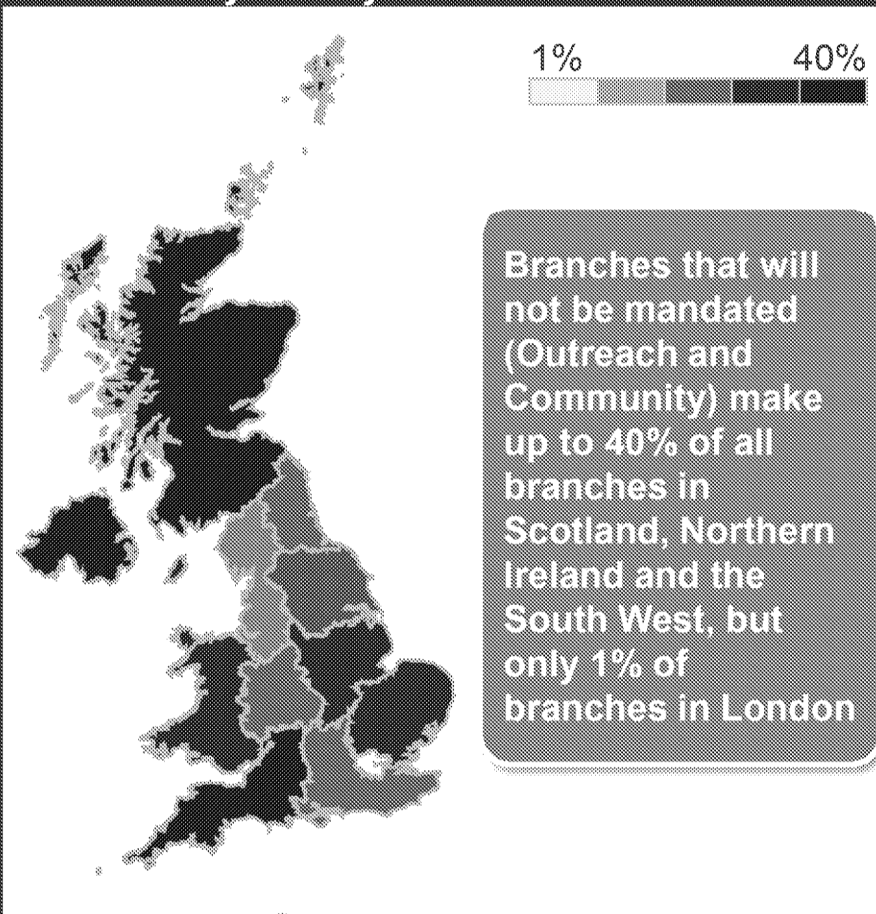 1% 40%
Branches that will
not be mandated
(Outreach and
Community) make
up to 40% of all
branches in
Scotland, Northern
Ireland and the
South West, but
only 1% of
branches in London